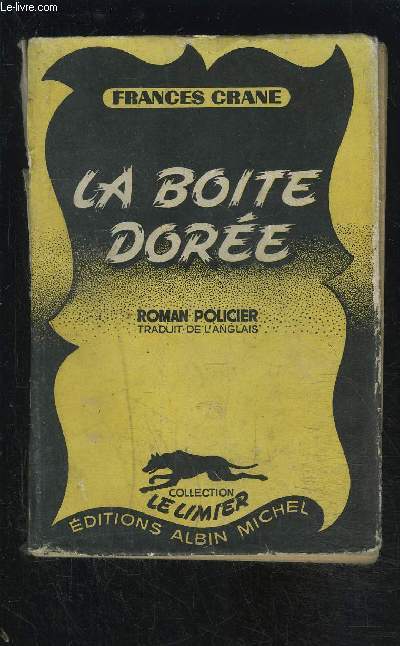 Le-livre.com
FRANCES CRANE
LA BOITE
DORÉE
ROMAN POLICIER
TRADUIT DE L'ANGLAIS
COLLECTION
LE LIMIER
ÉDITIONS ALBIN MICHEL